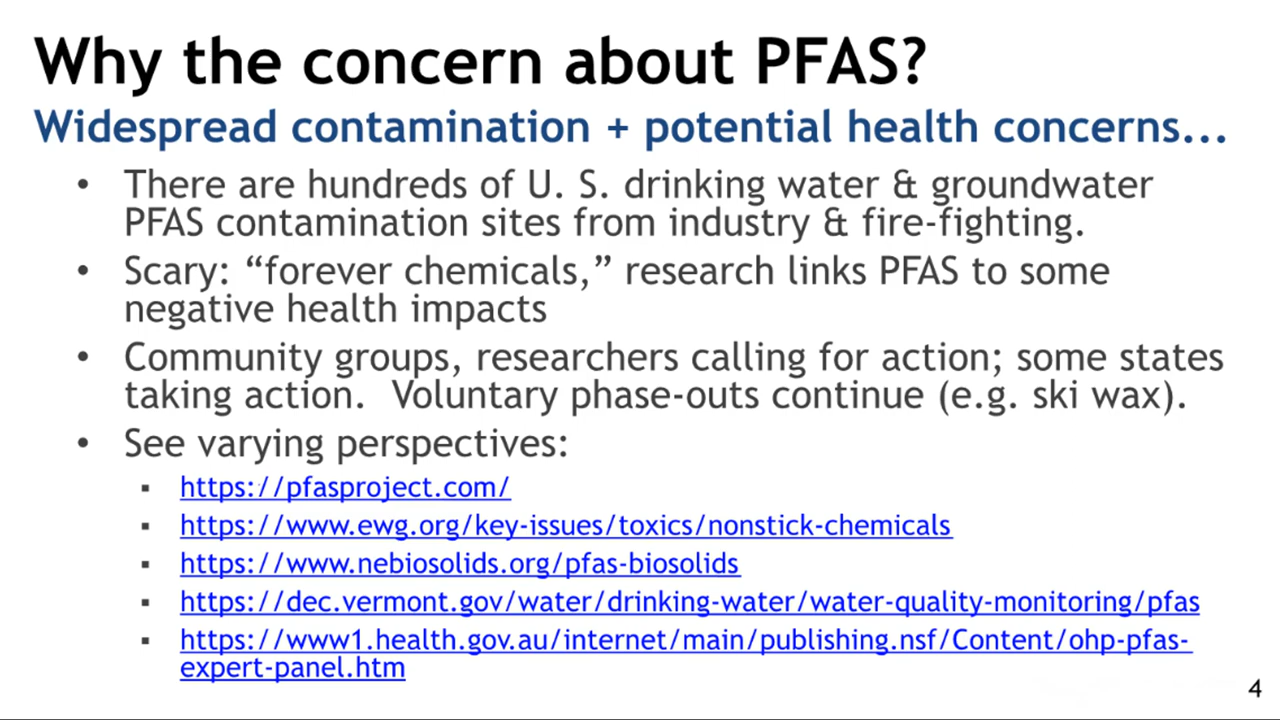 Why the concern about PFAS?
Widespread contamination + potential health concerns...
• There are hundreds of U. S. drinking water & groundwater
PFAS contamination sites from industry & fire-fighting.
• Scary: “forever chemicals,” research links PFAS to some
negative health impacts
• Community groups, researchers calling for action; some states
taking action.  Voluntary phase-outs continue (e.g. ski wax).
• See varying perspectives:
▪ https://pfasproject.com/
▪ https://www.ewg.org/key-issues/toxics/nonstick-chemicals
▪ https://www.nebiosolids.org/pfas-biosolids
▪ https://dec.vermont.gov/water/drinking-water/water-quality-monitoring/pfas
▪ https://www1.health.gov.au/internet/main/publishing.nsf/Content/ohp-pfas-
expert-panel.htm
4